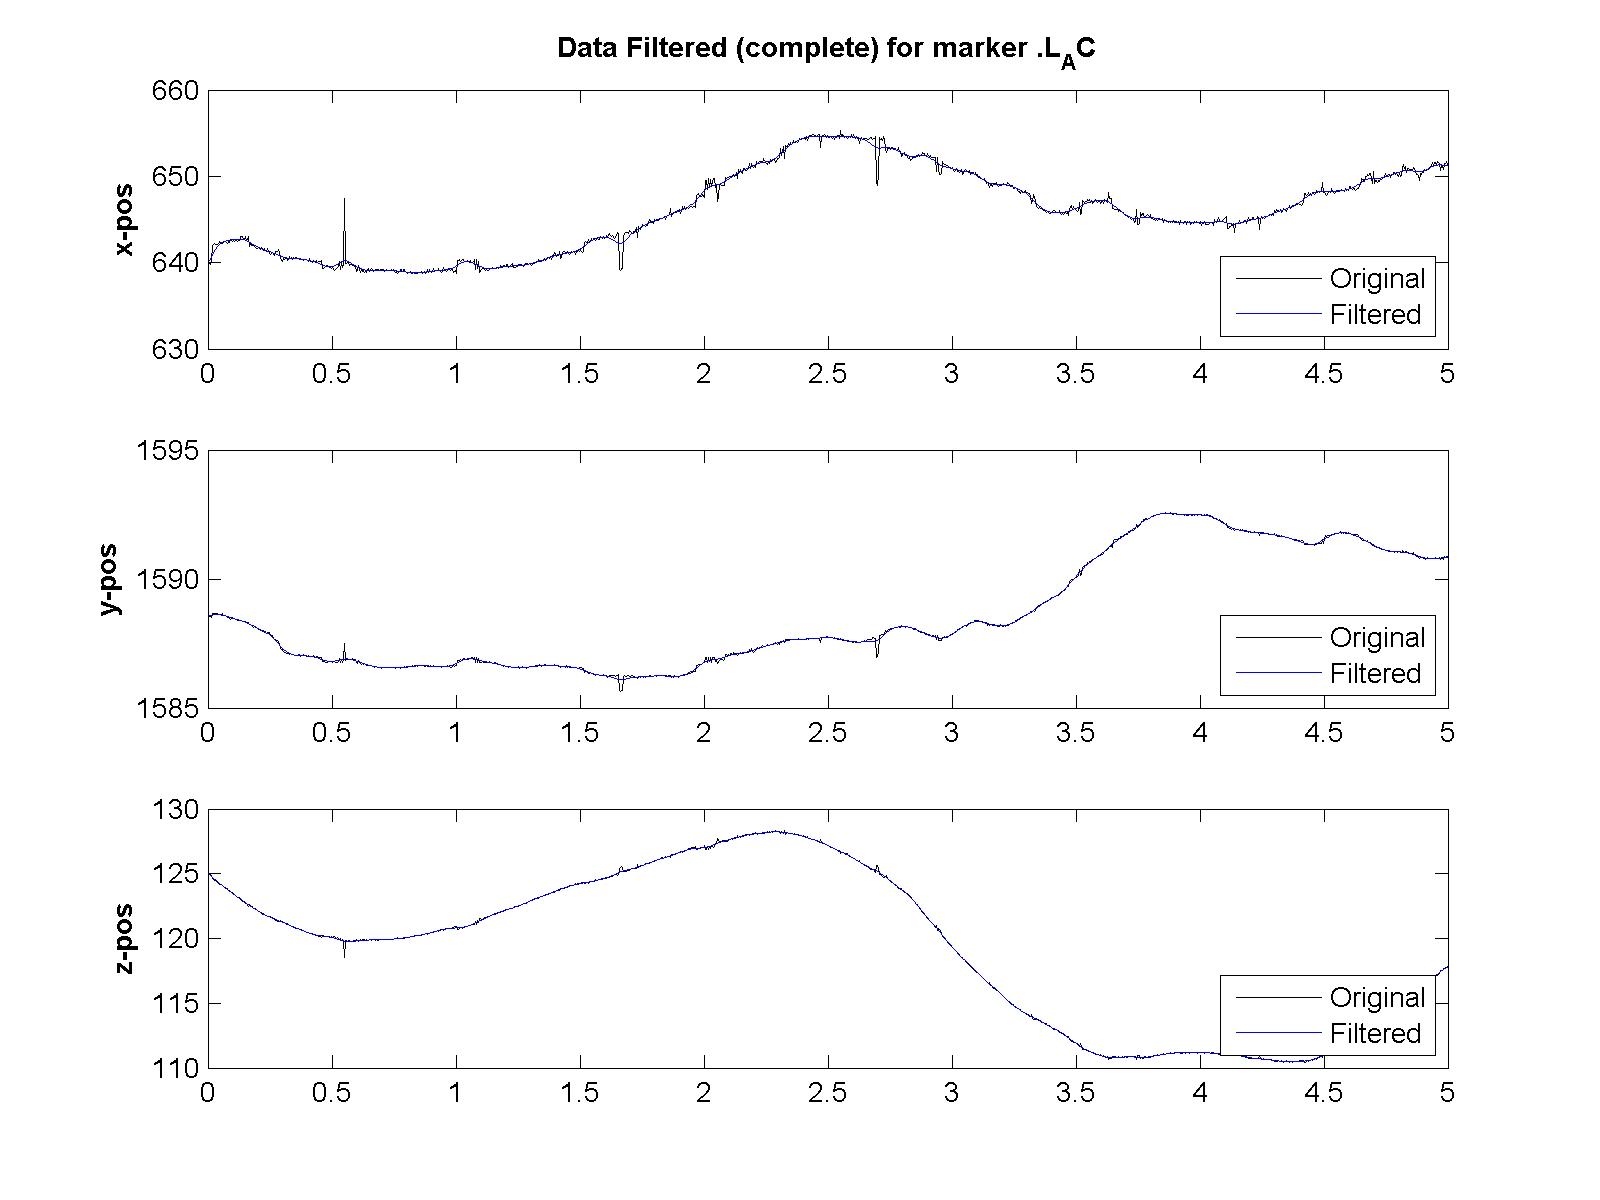 Data Filtered (complete) for marker .LAC
660
650
640
630
x-pos
Original
Filtered
0 0.5 1 1.5 2 2.5 3 3.5 4 4.5 5
1595
1590
1585
y-pos
Original
Filtered
0 0.5 1 1.5 2 2.5 3 3.5 4 4.5 5
130
125
120
115
110
z-pos
Original
Filtered
0 0.5 1 1.5 2 2.5 3 3.5 4 4.5 5